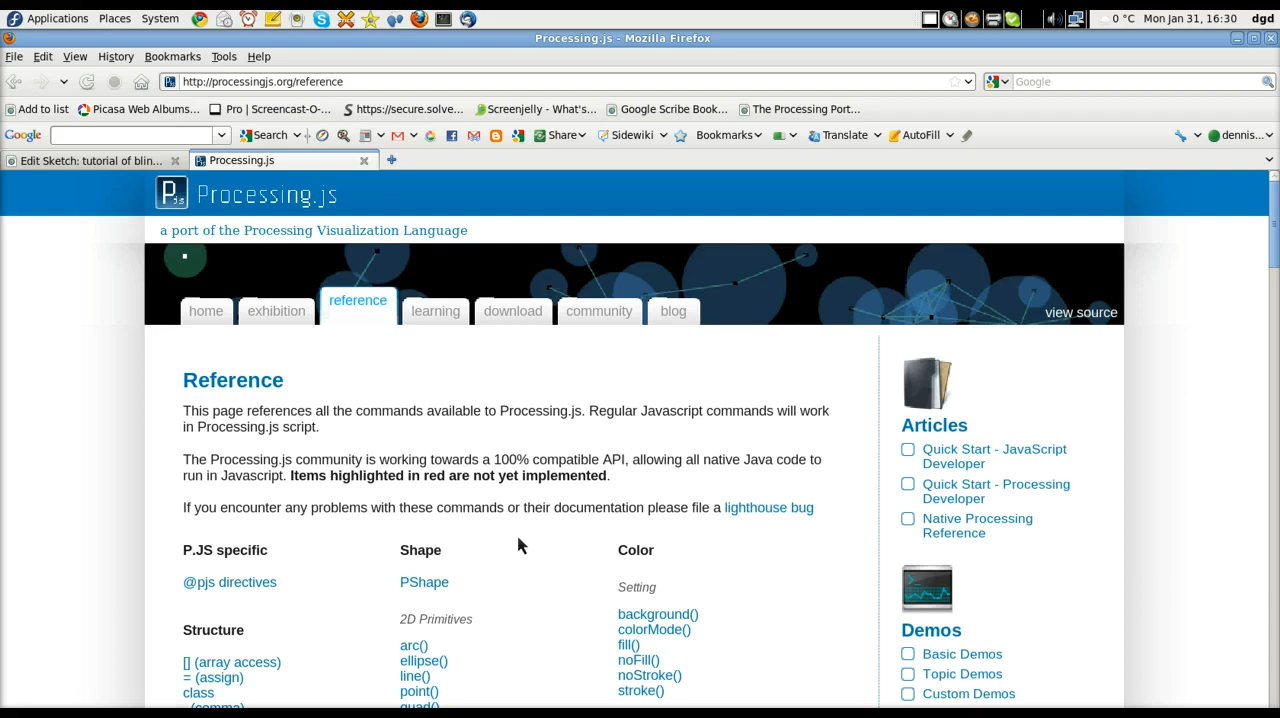 Applications Places System 0 °C Mon Jan 31, 16:30 dgd
Processing.js - Mozilla Firefox
File Edit View History Bookmarks Tools Help
http://processingjs.org/reference Google
Add to list Picasa Web Albums... Pro | Screencast-O-... https://secure.solve... Screenjelly - What's... Google Scribe Book... The Processing Port...
Google Search Share Sidewiki Bookmarks Translate AutoFill dennis...
Edit Sketch: tutorial of blin... Processing.js
Processing.js
a port of the Processing Visualization Language
home exhibition reference learning download community blog view source
Reference
This page references all the commands available to Processing.js. Regular Javascript commands will work
in Processing.js script.
The Processing.js community is working towards a 100% compatible API, allowing all native Java code to
run in Javascript. Items highlighted in red are not yet implemented.
If you encounter any problems with these commands or their documentation please file a lighthouse bug
P.JS specific
@pjs directives
Structure
[] (array access)
= (assign)
class
, (comma)
Shape
PShape
2D Primitives
arc()
ellipse()
line()
point()
quad()
Color
Setting
background()
colorMode()
fill()
noFill()
noStroke()
stroke()
Articles
Quick Start - JavaScript
Developer
Quick Start - Processing
Developer
Native Processing
Reference
Demos
Basic Demos
Topic Demos
Custom Demos